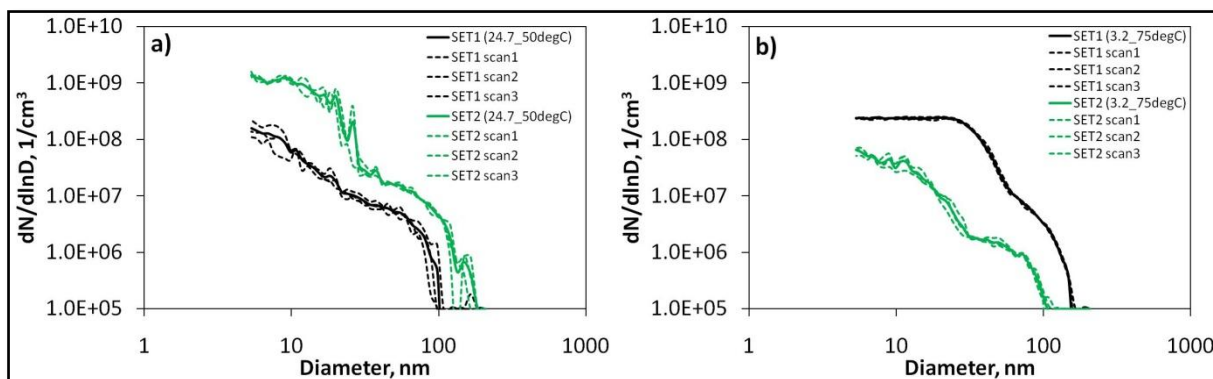 a)
dN/dlnD, 1/cm³
1.0E+10
1.0E+09
1.0E+08
1.0E+07
1.0E+06
1.0E+05
1
10
100
1000
Diameter, nm
SET1 (24.7_50degC)
SET1 scan1
SET1 scan2
SET1 scan3
SET2 (24.7_50degC)
SET2 scan1
SET2 scan2
SET2 scan3
b)
dN/dlnD, 1/cm³
1.0E+10
1.0E+09
1.0E+08
1.0E+07
1.0E+06
1.0E+05
1
10
100
1000
Diameter, nm
SET1 (3.2_75degC)
SET1 scan1
SET1 scan2
SET1 scan3
SET2 (3.2_75degC)
SET2 scan1
SET2 scan2
SET2 scan3